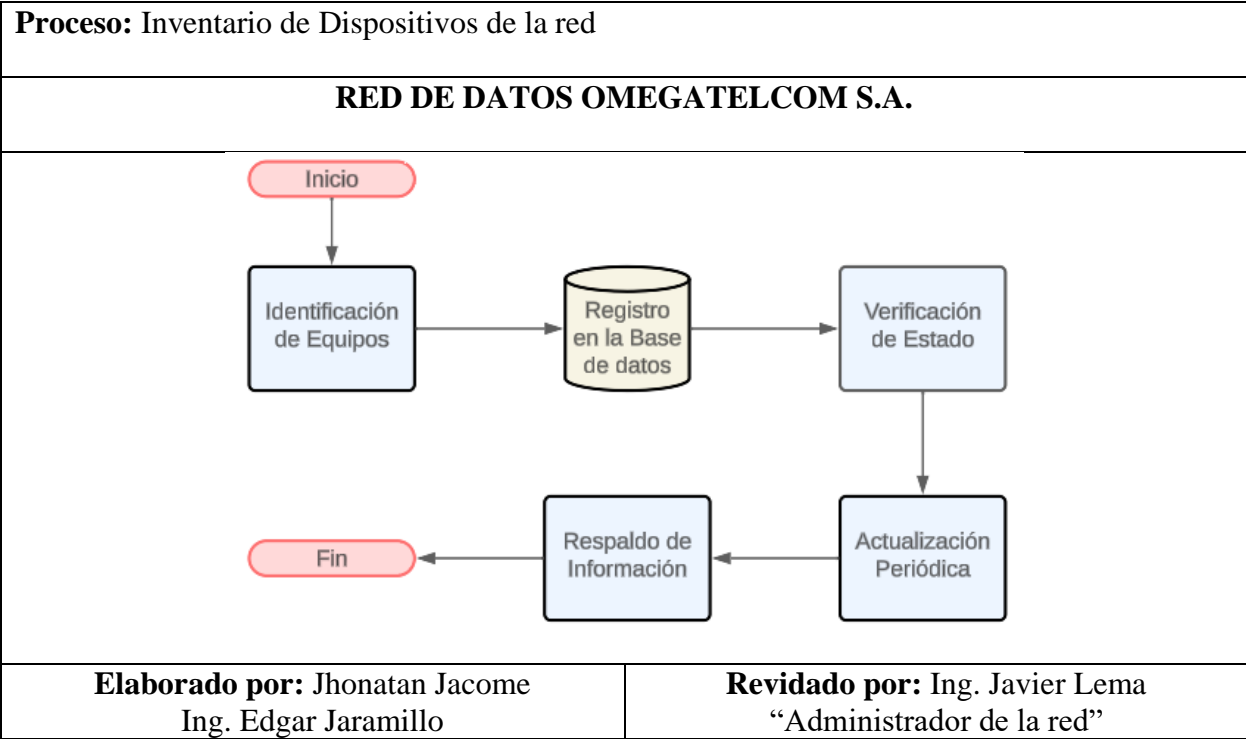 Proceso: Inventario de Dispositivos de la red
RED DE DATOS OMEGATELCOM S.A.
Inicio
Identificación
de Equipos
Registro
en la Base
de datos
Verificación
de Estado
Actualización
Periódica
Respaldo de
Información
Fin
Elaborado por: Jhonatan Jacome
Ing. Edgar Jaramillo
Revidado por: Ing. Javier Lema
“Administrador de la red”